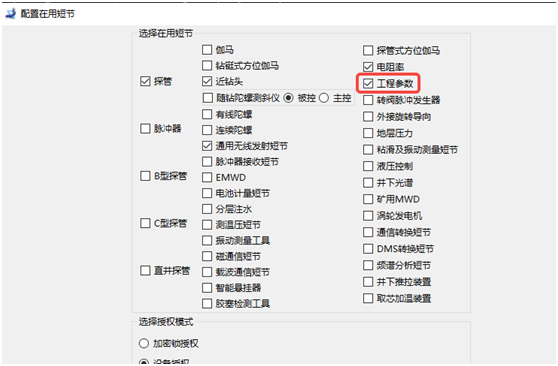 配置在用短节
选择在用短节
探管
脉冲器
B型探管
C型探管
直井探管
伽马
钻铤式方位伽马
近钻头
随钻陀螺测斜仪 被控 主控
有线陀螺
连续陀螺
通用无线发射短节
脉冲器接收短节
EMWD
电池计量短节
分层注水
测温压短节
振动测量工具
磁通信短节
载波通信短节
智能悬挂器
胶塞检测工具
探管式方位伽马
电阻率
工程参数
转阀脉冲发生器
外接旋转导向
地层压力
粘滑及振动测量短节
液压控制
井下光谱
矿用MWD
涡轮发电机
通信转换短节
DMS转换短节
频谱分析短节
井下推拉装置
取芯加温装置
选择授权模式
加密锁授权
设备授权